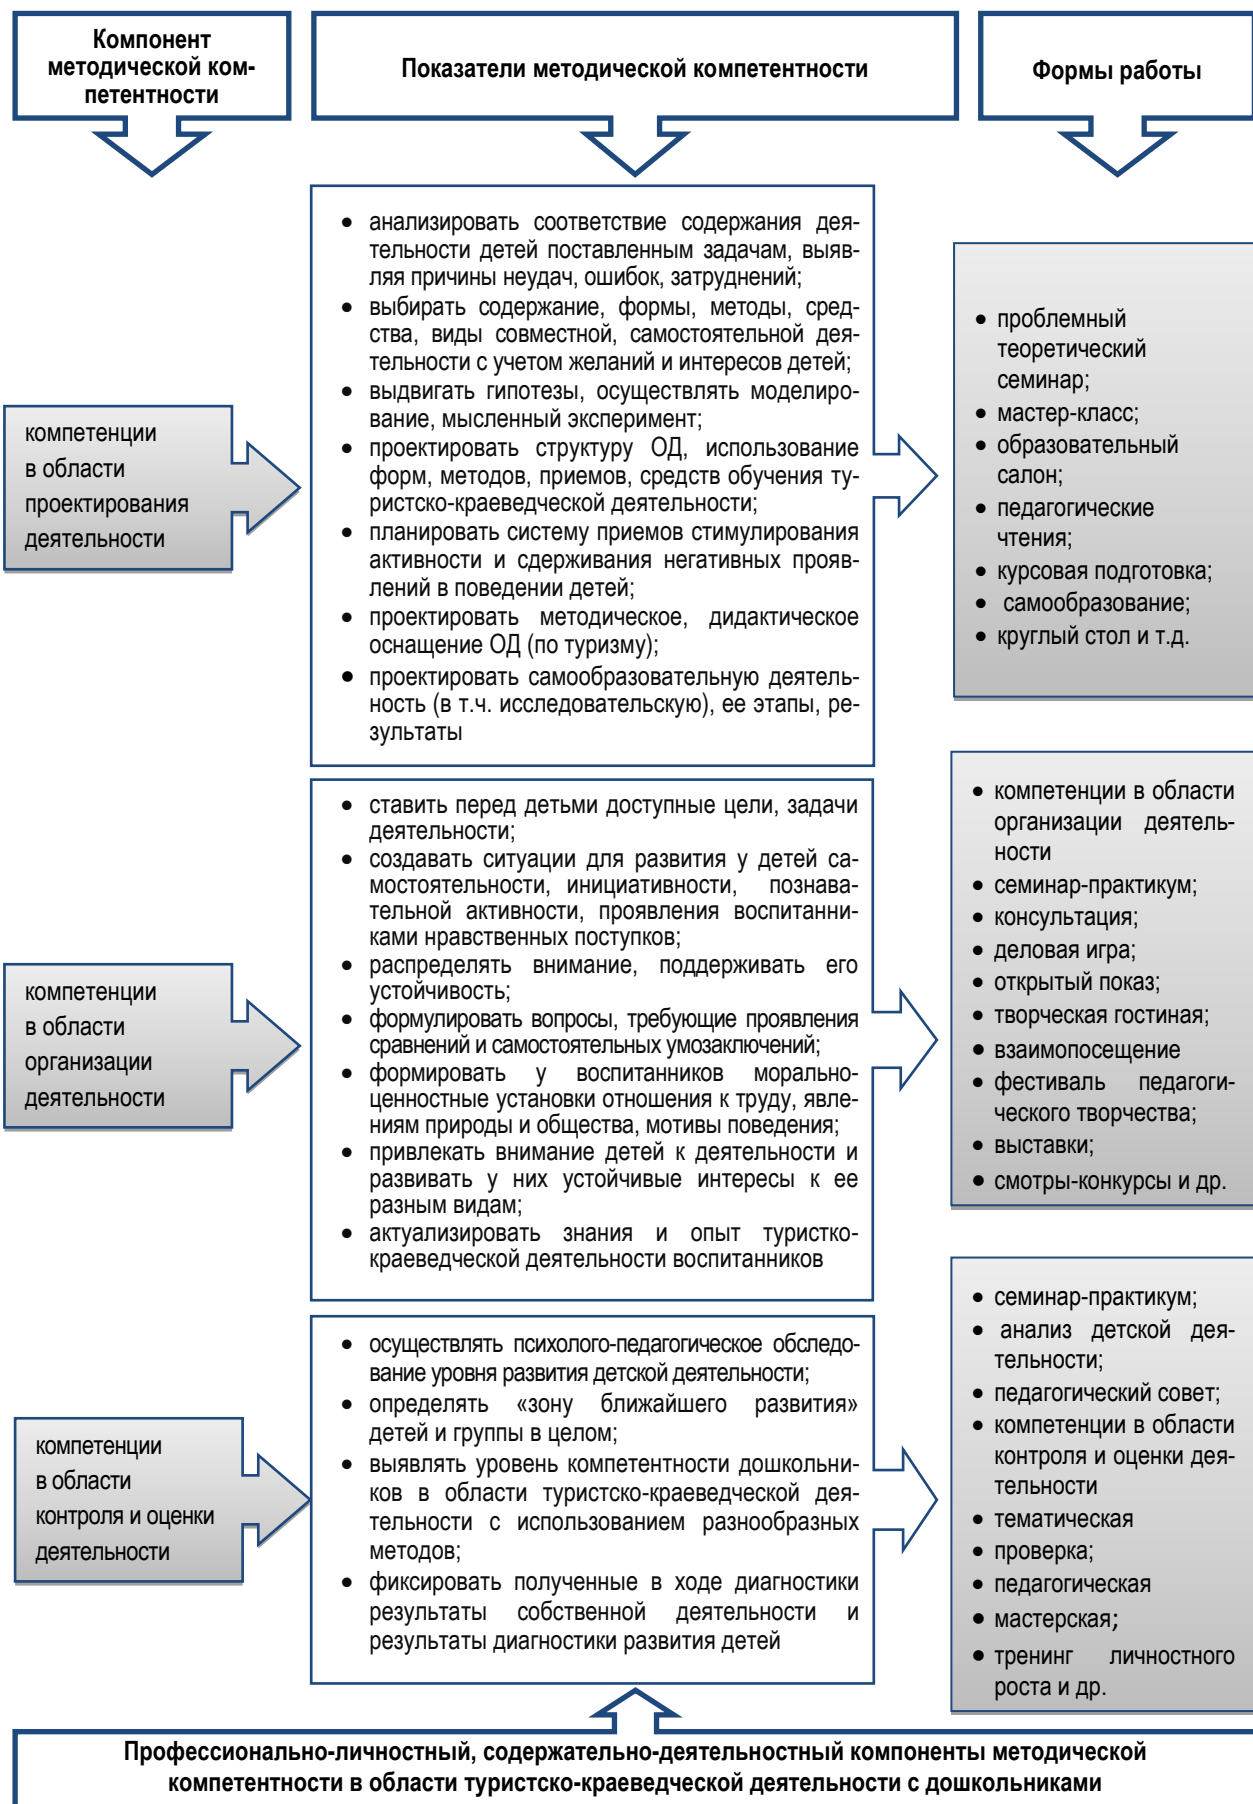 Компонент
методической ком-
петентности
Показатели методической компетентности
Формы работы
компетенции
в области
проектирования
деятельности
• анализировать соответствие содержания дея-
тельности детей поставленным задачам, выяв-
ляя причины неудач, ошибок, затруднений;
• выбирать содержание, формы, методы, сред-
ства, виды совместной, самостоятельной дея-
тельности с учетом желаний и интересов детей;
• выдвигать гипотезы, осуществлять моделиро-
вание, мысленный эксперимент;
• проектировать структуру ОД, использование
форм, методов, приемов, средств обучения ту-
ристско-краеведческой деятельности;
• планировать систему приемов стимулирования
активности и сдерживания негативных прояв-
лений в поведении детей;
• проектировать методическое, дидактическое
оснащение ОД (по туризму);
• проектировать самообразовательную деятель-
ность (в т.ч. исследовательскую), ее этапы, ре-
зультаты
• проблемный
теоретический
семинар;
• мастер-класс;
• образовательный
салон;
• педагогические
чтения;
• курсовая подготовка;
• самообразование;
• круглый стол и т.д.
компетенции
в области
организации
деятельности
• ставить перед детьми доступные цели, задачи
деятельности;
• создавать ситуации для развития у детей са-
мостоятельности, инициативности, познава-
тельной активности, проявления воспитанни-
ками нравственных поступков;
• распределять внимание, поддерживать его
устойчивость;
• формулировать вопросы, требующие проявления
сравнений и самостоятельных умозаключений;
• формировать у воспитанников морально-
ценностные установки отношения к труду, явле-
ниям природы и общества, мотивы поведения;
• привлекать внимание детей к деятельности и
развивать у них устойчивые интересы к ее
разным видам;
• актуализировать знания и опыт туристко-
краеведческой деятельности воспитанников
• компетенции в области
организации деятель-
ности
• семинар-практикум;
• консультация;
• деловая игра;
• открытый показ;
• творческая гостиная;
• взаимопосещение
• фестиваль педагоги-
ческого творчества;
• выставки;
• смотры-конкурсы и др.
компетенции
в области
контроля и оценки
деятельности
• осуществлять психолого-педагогическое обследо-
вание уровня развития детской деятельности;
• определять «зону ближайшего развития»
детей и группы в целом;
• выявлять уровень компетентности дошкольни-
ков в области туристско-краеведческой дея-
тельности с использованием разнообразных
методов;
• фиксировать полученные в ходе диагностики
результаты собственной деятельности и
результаты диагностики развития детей
• семинар-практикум;
• анализ детской дея-
тельности;
• педагогический совет;
• компетенции в области
контроля и оценки дея-
тельности
• тематическая
• проверка;
• педагогическая
• мастерская;
• тренинг личностного
роста и др.
Профессионально-личностный, содержательно-деятельностный компоненты методической
компетентности в области туристско-краеведческой деятельности с дошкольниками